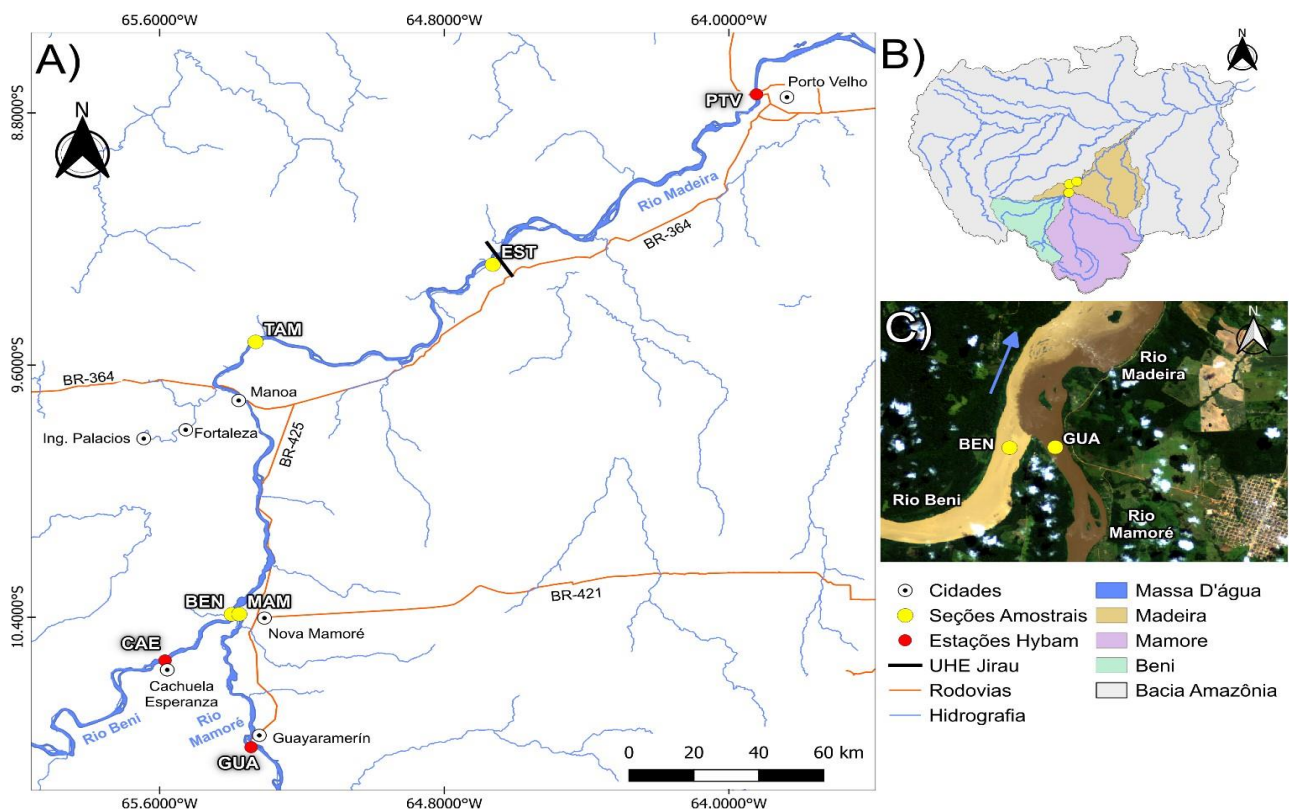 65.6000°W
64.8000°W
64.0000°W
A)
N
8.8000°S
9.6000°S
10.4000°S
PTV
Porto Velho
Rio Madeira
BR-364
EST
TAM
BR-364
Manoa
Ing. Palacios
Fortaleza
BR-425
BEN
MAM
BR-421
Nova Mamoré
CAE
Cachuela
Esperanza
Rio Beni
Rio
Mamoré
Guayaramerín
GUA
0 20 40 60 km
65.6000°W
64.8000°W
64.0000°W
B)
N
C)
N
Rio
Madeira
BEN
GUA
Rio Beni
Rio
Mamoré
Cidades
Seções Amostrais
Estações Hybam
UHE Jirau
Rodovias
Hidrografia
Massa D'água
Madeira
Mamore
Beni
Bacia Amazônia